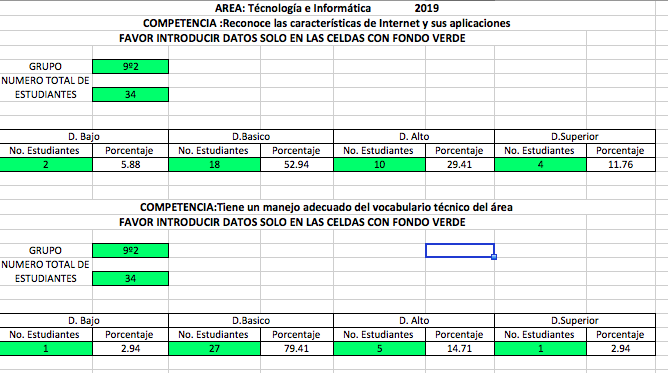 AREA: Técnología e Informática 2019
COMPETENCIA :Reconoce las características de Internet y sus aplicaciones
FAVOR INTRODUCIR DATOS SOLO EN LAS CELDAS CON FONDO VERDE
GRUPO 9º2
NUMERO TOTAL DE
ESTUDIANTES 34
D. Bajo D.Basico D. Alto D.Superior
No. Estudiantes Porcentaje No. Estudiantes Porcentaje No. Estudiantes Porcentaje No. Estudiantes Porcentaje
2 5.88 18 52.94 10 29.41 4 11.76
COMPETENCIA:Tiene un manejo adecuado del vocabulario técnico del área
FAVOR INTRODUCIR DATOS SOLO EN LAS CELDAS CON FONDO VERDE
GRUPO 9º2
NUMERO TOTAL DE
ESTUDIANTES 34
D. Bajo D.Basico D. Alto D.Superior
No. Estudiantes Porcentaje No. Estudiantes Porcentaje No. Estudiantes Porcentaje No. Estudiantes Porcentaje
1 2.94 27 79.41 5 14.71 1 2.94